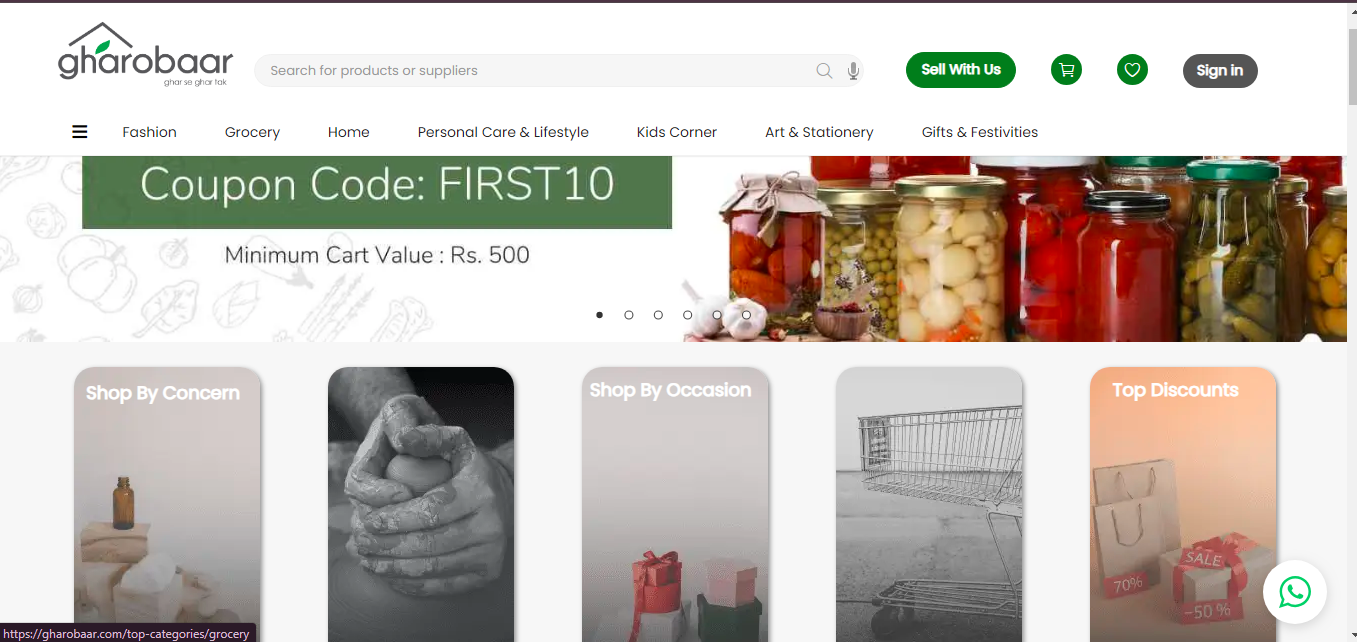 gharobaar
ghar se ghar tak
Search for products or suppliers
Sell With Us
Sign in
Fashion
Grocery
Home
Personal Care & Lifestyle
Kids Corner
Art & Stationery
Gifts & Festivities
Coupon Code: FIRST10
Minimum Cart Value : Rs. 500
Shop By Concern
Shop By Occasion
Top Discounts
SALE
70%
-50 %
https://gharobaar.com/top-categories/grocery